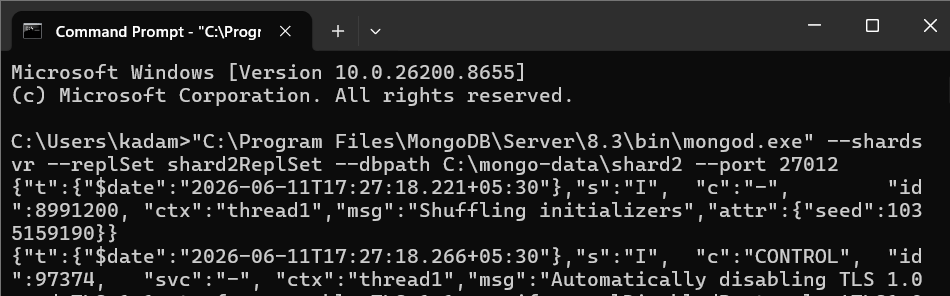 Command Prompt - "C:\Progr
Microsoft Windows [Version 10.0.26200.8655]
(c) Microsoft Corporation. All rights reserved.
C:\Users\kadam>"C:\Program Files\MongoDB\Server\8.3\bin\mongod.exe" --shards
vr --replSet shard2ReplSet --dbpath C:\mongo-data\shard2 --port 27012
{"t":{"$date":"2026-06-11T17:27:18.221+05:30"},"s":"I",  "c":"-",        "id
":8991200, "ctx":"thread1","msg":"Shuffling initializers","attr":{"seed":103
5159190}}
{"t":{"$date":"2026-06-11T17:27:18.266+05:30"},"s":"I",  "c":"CONTROL",  "id
":97374,   "svc":"-", "ctx":"thread1","msg":"Automatically disabling TLS 1.0